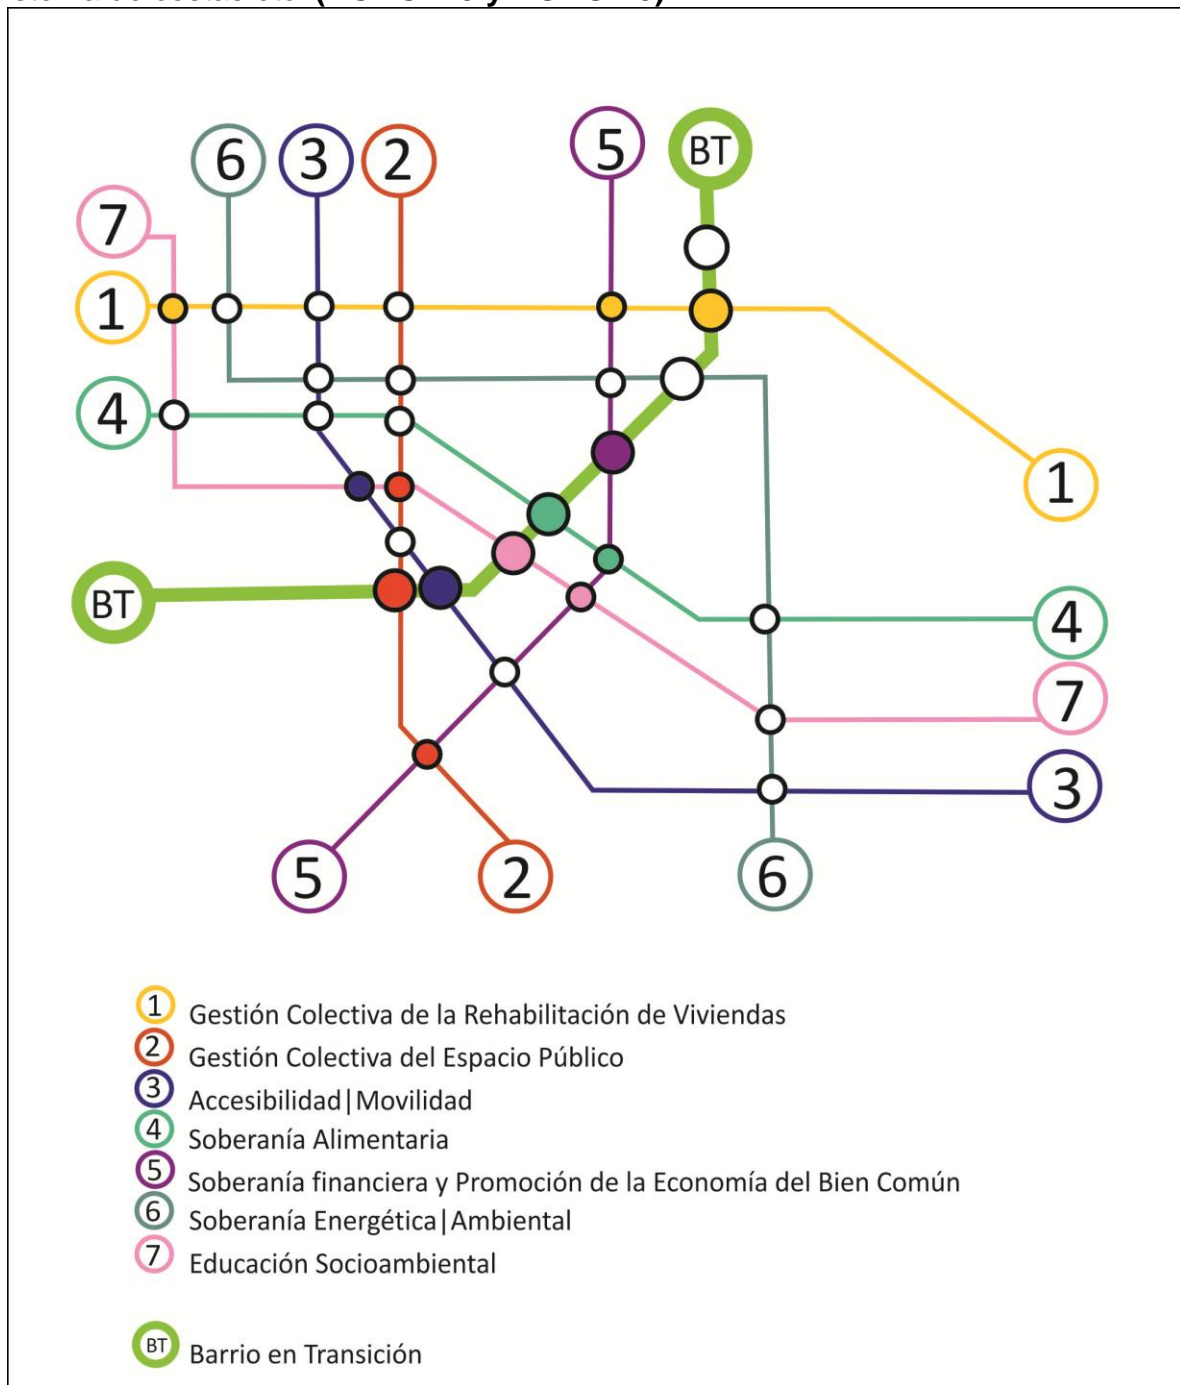 6 3 2 5 BT
7
1
4
1
BT
4
7
3
5 2 6
1 Gestión Colectiva de la Rehabilitación de Viviendas
2 Gestión Colectiva del Espacio Público
3 Accesibilidad|Movilidad
4 Soberanía Alimentaria
5 Soberanía financiera y Promoción de la Economía del Bien Común
6 Soberanía Energética|Ambiental
7 Educación Socioambiental
BT Barrio en Transición